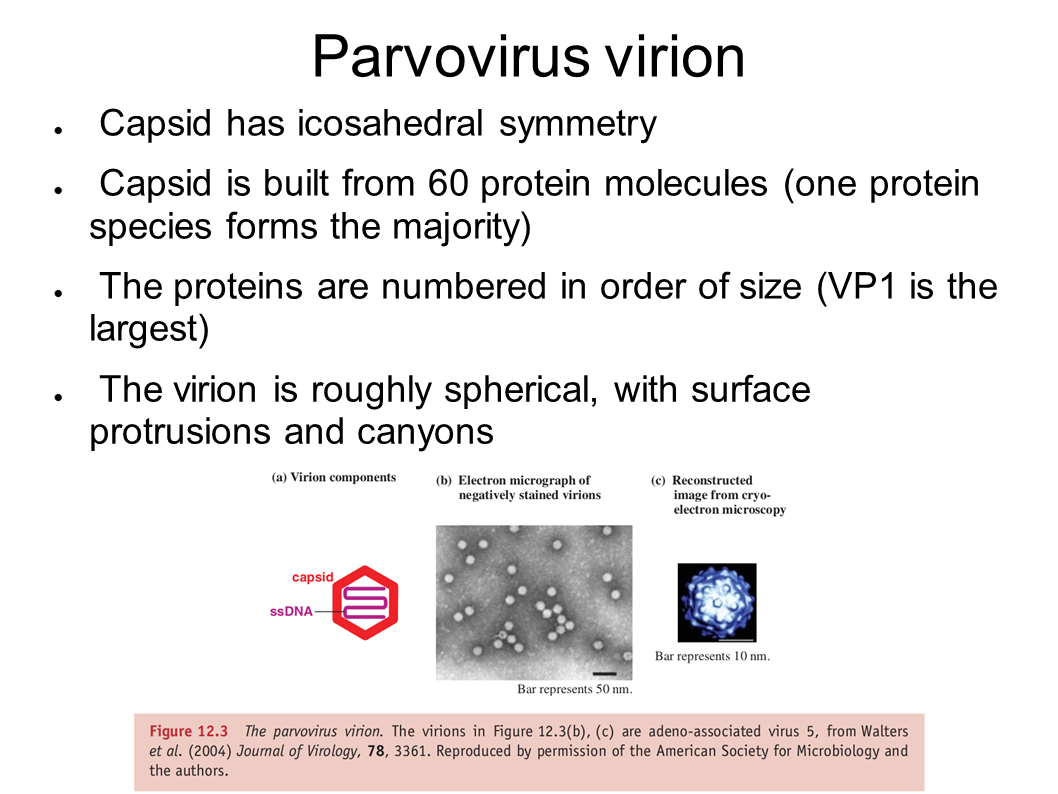 Parvovirus virion
● Capsid has icosahedral symmetry
● Capsid is built from 60 protein molecules (one protein
species forms the majority)
● The proteins are numbered in order of size (VP1 is the
largest)
● The virion is roughly spherical, with surface
protrusions and canyons
(a) Virion components
capsid
ssDNA
(b) Electron micrograph of
negatively stained virions
Bar represents 50 nm.
(c) Reconstructed
image from cryo-
electron microscopy
Bar represents 10 nm.
Figure 12.3 The parvovirus virion. The virions in Figure 12.3(b), (c) are adeno-associated virus 5, from Walters
et al. (2004) Journal of Virology, 78, 3361. Reproduced by permission of the American Society for Microbiology and
the authors.